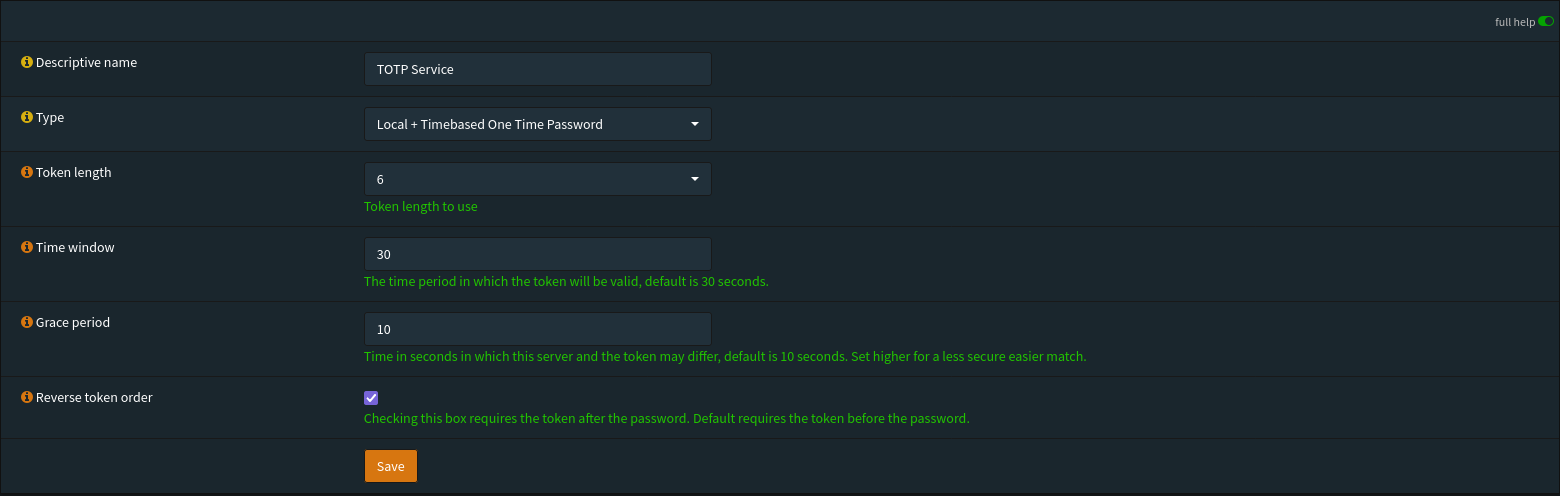 full help
Descriptive name
TOTP Service
Type
Local + Timebased One Time Password
Token length
6
Token length to use
Time window
30
The time period in which the token will be valid, default is 30 seconds.
Grace period
10
Time in seconds in which this server and the token may differ, default is 10 seconds. Set higher for a less secure easier match.
Reverse token order
Checking this box requires the token after the password. Default requires the token before the password.
Save